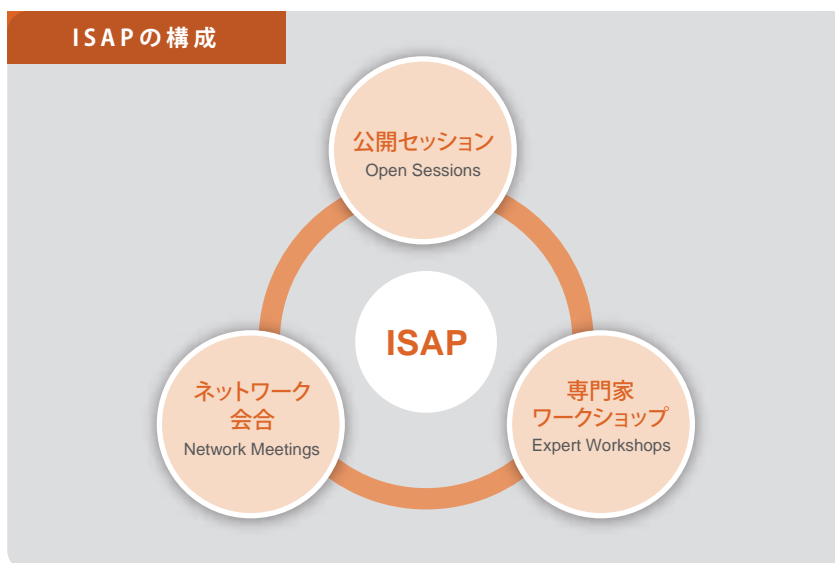 ISAPの構成
公開セッション
Open Sessions
ISAP
ネットワーク
会合
Network Meetings
専門家
ワークショップ
Expert Workshops